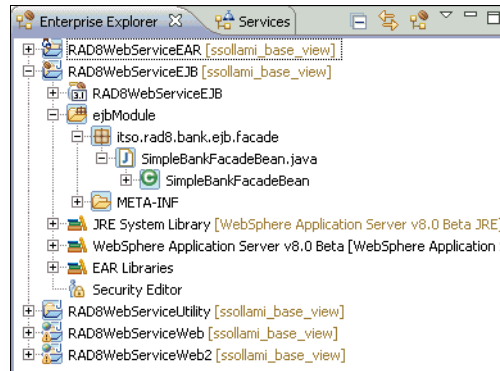 Enterprise Explorer Services
RAD8WebServiceEAR [ssollami_base_view]
RAD8WebServiceEJB [ssollami_base_view]
3.1 RAD8WebServiceEJB
ejbModule
itso.rad8.bank.ejb.facade
J SimpleBankFacadeBean.java
C SimpleBankFacadeBean
META-INF
JRE System Library [WebSphere Application Server v8.0 Beta JRE]
WebSphere Application Server v8.0 Beta [WebSphere Application
EAR Libraries
Security Editor
RAD8WebServiceUtility [ssollami_base_view]
RAD8WebServiceWeb [ssollami_base_view]
RAD8WebServiceWeb2 [ssollami_base_view]